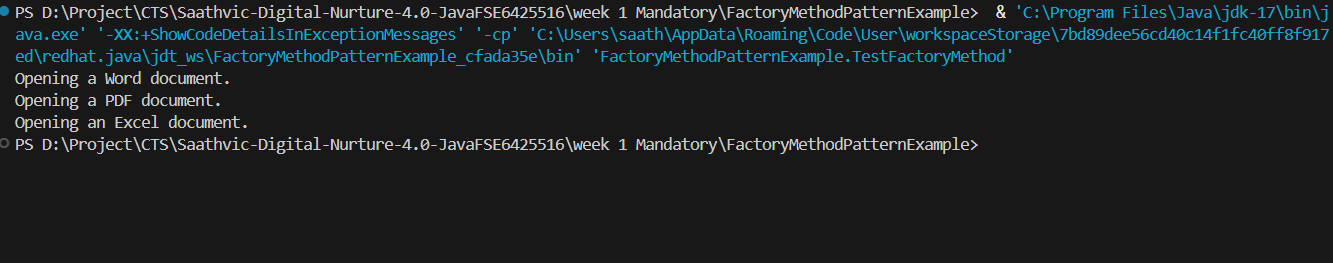 PS D:\Project\CTS\Saathvic-Digital-Nurture-4.0-JavaFSE6425516\week 1 Mandatory\FactoryMethodPatternExample>  & 'C:\Program Files\Java\jdk-17\bin\j
ava.exe' '-XX:+ShowCodeDetailsInExceptionMessages' '-cp' 'C:\Users\saath\AppData\Roaming\Code\User\workspaceStorage\7bd89dee56cd40c14f1fc40ff8f917
ed\redhat.java\jdt_ws\FactoryMethodPatternExample_cfada35e\bin' 'FactoryMethodPatternExample.TestFactoryMethod'
Opening a Word document.
Opening a PDF document.
Opening an Excel document.
PS D:\Project\CTS\Saathvic-Digital-Nurture-4.0-JavaFSE6425516\week 1 Mandatory\FactoryMethodPatternExample>